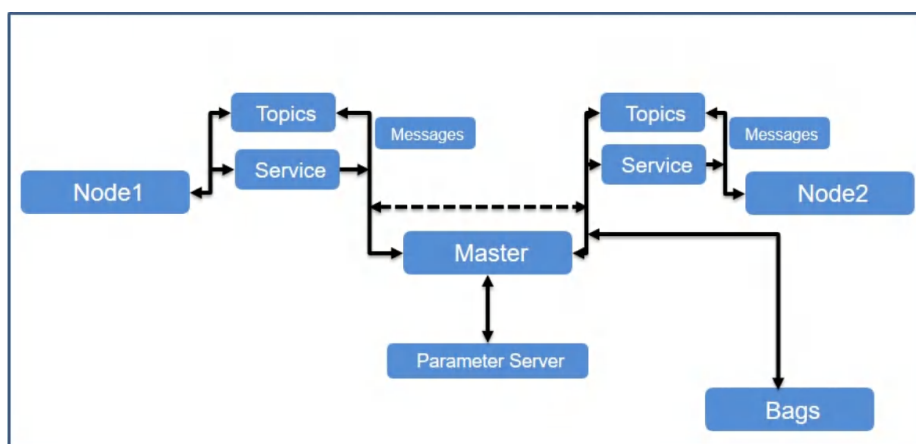 Topics
Messages
Service
Node1
Topics
Messages
Service
Node2
Master
Parameter Server
Bags